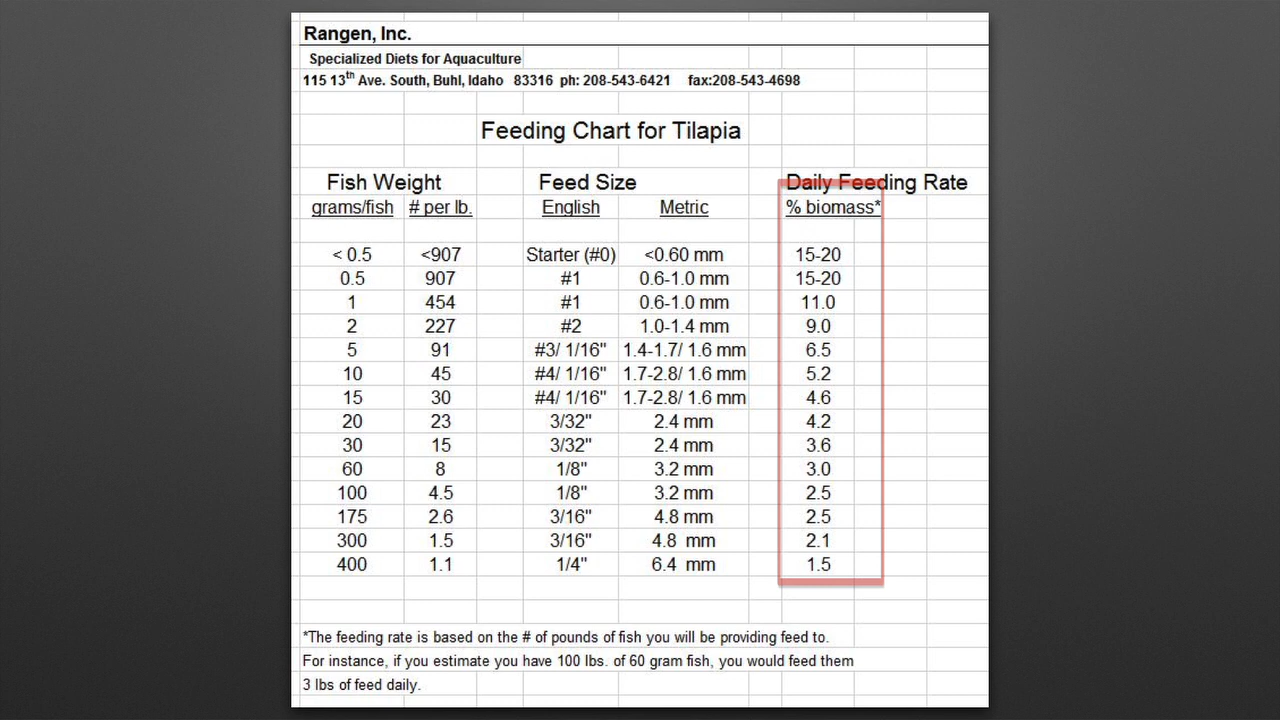 Rangen, Inc.
Specialized Diets for Aquaculture
115 13th Ave. South, Buhl, Idaho 83316 ph: 208-543-6421 fax:208-543-4698
Feeding Chart for Tilapia
Fish Weight Feed Size Daily Feeding Rate
grams/fish # per lb. English Metric % biomass*
< 0.5 <907 Starter (#0) <0.60 mm 15-20
0.5 907 #1 0.6-1.0 mm 15-20
1 454 #1 0.6-1.0 mm 11.0
2 227 #2 1.0-1.4 mm 9.0
5 91 #3/ 1/16" 1.4-1.7/ 1.6 mm 6.5
10 45 #4/ 1/16" 1.7-2.8/ 1.6 mm 5.2
15 30 #4/ 1/16" 1.7-2.8/ 1.6 mm 4.6
20 23 3/32" 2.4 mm 4.2
30 15 3/32" 2.4 mm 3.6
60 8 1/8" 3.2 mm 3.0
100 4.5 1/8" 3.2 mm 2.5
175 2.6 3/16" 4.8 mm 2.5
300 1.5 3/16" 4.8 mm 2.1
400 1.1 1/4" 6.4 mm 1.5
*The feeding rate is based on the # of pounds of fish you will be providing feed to.
For instance, if you estimate you have 100 lbs. of 60 gram fish, you would feed them
3 lbs of feed daily.